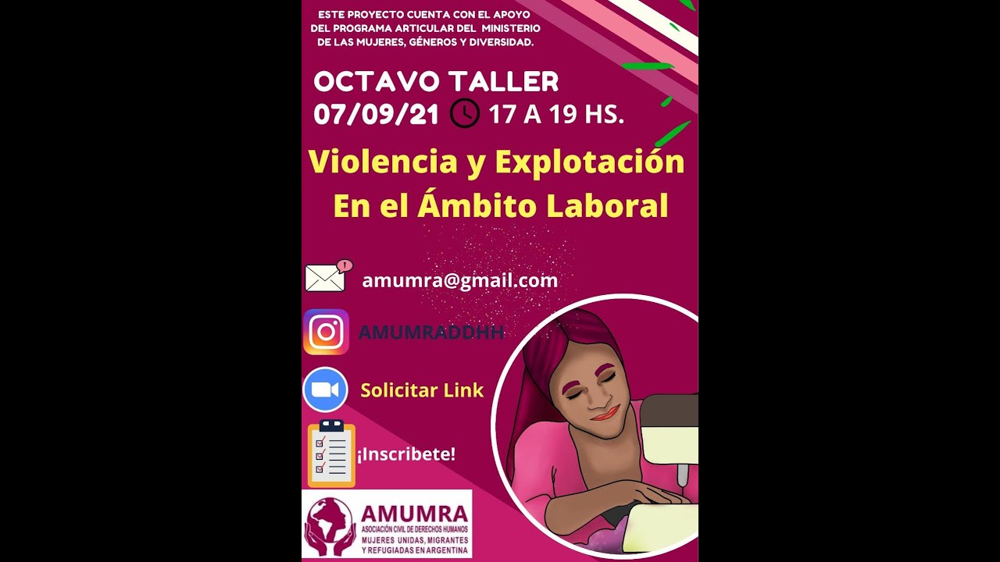 ESTE PROYECTO CUENTA CON EL APOYO
DEL PROGRAMA ARTICULAR DEL MINISTERIO
DE LAS MUJERES, GÉNEROS Y DIVERSIDAD.
OCTAVO TALLER
07/09/21 17 A 19 HS.
Violencia y Explotación
En el Ámbito Laboral
amumra@gmail.com
AMUMRADDHH
Solicitar Link
¡Inscribete!
AMUMRA
ASOCIACIÓN CIVIL DE DERECHOS HUMANOS
MUJERES UNIDAS, MIGRANTES
Y REFUGIADAS EN ARGENTINA